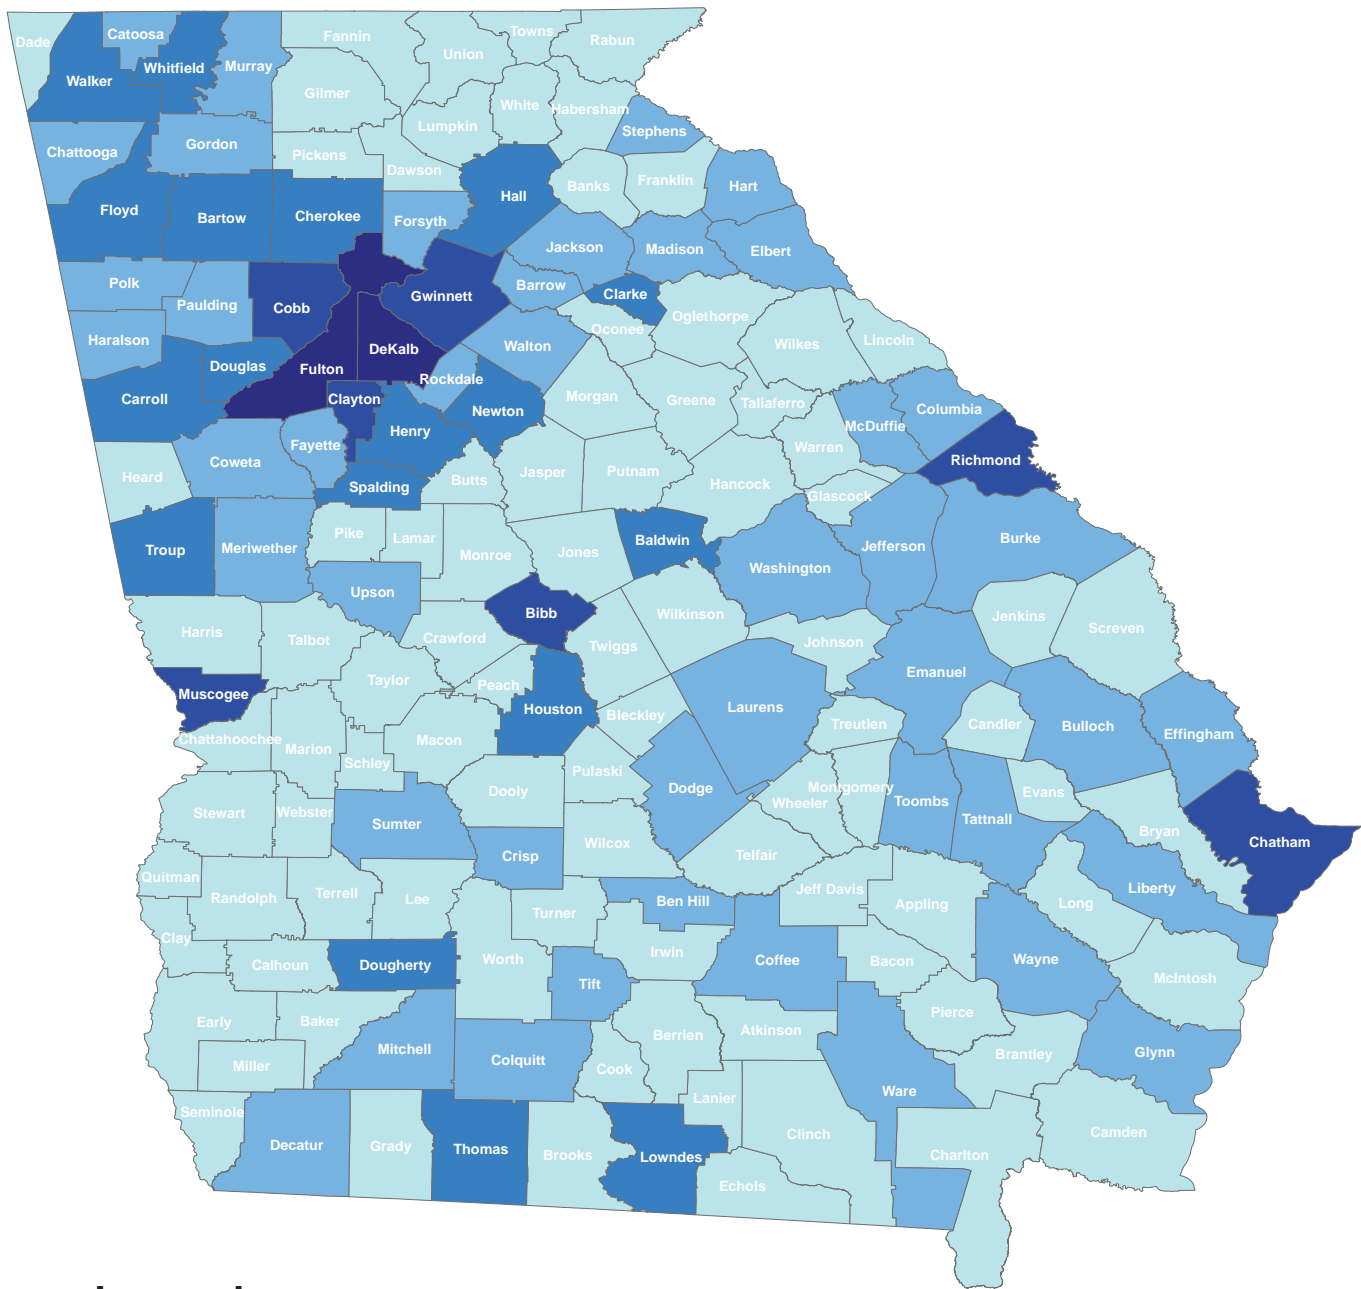 Dade
Catoosa
Fannin
Towns
Rabun
Union
Walker
Whitfield
Murray
Gilmer
White
Habersham
Lumpkin
Stephens
Chattooga
Gordon
Pickens
Dawson
Banks
Franklin
Hart
Floyd
Bartow
Cherokee
Hall
Forsyth
Jackson
Madison
Elbert
Polk
Paulding
Cobb
Gwinnett
Barrow
Clarke
Oconee
Oglethorpe
Wilkes
Lincoln
Haralson
Douglas
Fulton
DeKalb
Walton
Rockdale
Carroll
Clayton
Newton
Morgan
Greene
Taliaferro
Columbia
McDuffie
Henry
Fayette
Warren
Coweta
Heard
Spalding
Butts
Jasper
Putnam
Hancock
Glascock
Richmond
Troup
Meriwether
Pike
Lamar
Monroe
Jones
Baldwin
Washington
Jefferson
Burke
Upson
Bibb
Wilkinson
Jenkins
Screven
Harris
Talbot
Crawford
Twiggs
Johnson
Emanuel
Muscogee
Taylor
Peach
Houston
Bleckley
Laurens
Treutlen
Candler
Bulloch
Effingham
Chattahoochee
Marion
Schley
Macon
Pulaski
Dodge
Dooly
Wheeler
Montgomery
Toombs
Tattnall
Evans
Stewart
Webster
Sumter
Crisp
Wilcox
Telfair
Bryan
Chatham
Quitman
Randolph
Terrell
Lee
Turner
Ben Hill
Jeff Davis
Appling
Long
Liberty
Clay
Calhoun
Dougherty
Worth
Irwin
Tift
Coffee
Bacon
Wayne
McIntosh
Early
Baker
Miller
Mitchell
Colquitt
Cook
Berrien
Atkinson
Pierce
Brantley
Glynn
Seminole
Decatur
Grady
Thomas
Brooks
Lowndes
Lanier
Clinch
Echols
Ware
Charlton
Camden